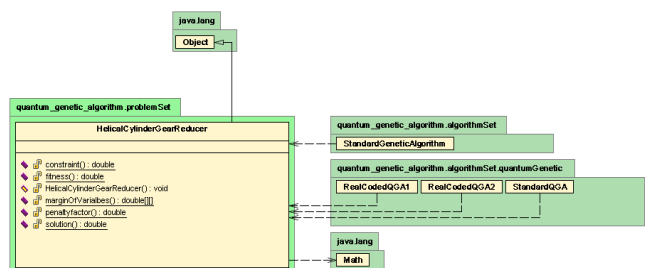 java.lang
Object
quantum_genetic_algorithm.problemSet
HelicalCylinderGearReducer
constraint() : double
fitness() : double
HelicalCylinderGearReducer() : void
marginOfVarialbes() : double[][]
penaltyfactor() : double
solution() : double
quantum_genetic_algorithm.algorithmSet
StandardGeneticAlgorithm
quantum_genetic_algorithm.algorithmSet.quantumGenetic
RealCodedQGA1 RealCodedQGA2 StandardQGA
java.lang
Math